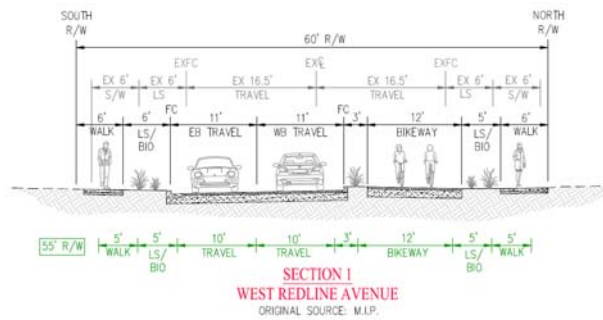 SOUTH R/W
NORTH R/W
60' R/W
EXFC
EX℄
EXFC
EX 6' S/W
EX 6' LS
EX 16.5' TRAVEL
EX 16.5' TRAVEL
EX 6' LS
EX 6' S/W
FC
FC
6' WALK
6' LS/ BIO
11' EB TRAVEL
11' WB TRAVEL
3'
12' BIKEWAY
5' LS/ BIO
6' WALK
55' R/W
5' WALK
5' LS/ BIO
10' TRAVEL
10' TRAVEL
3'
12' BIKEWAY
5' LS/ BIO
5' WALK
SECTION 1
WEST REDLINE AVENUE
ORIGINAL SOURCE: M.I.P.